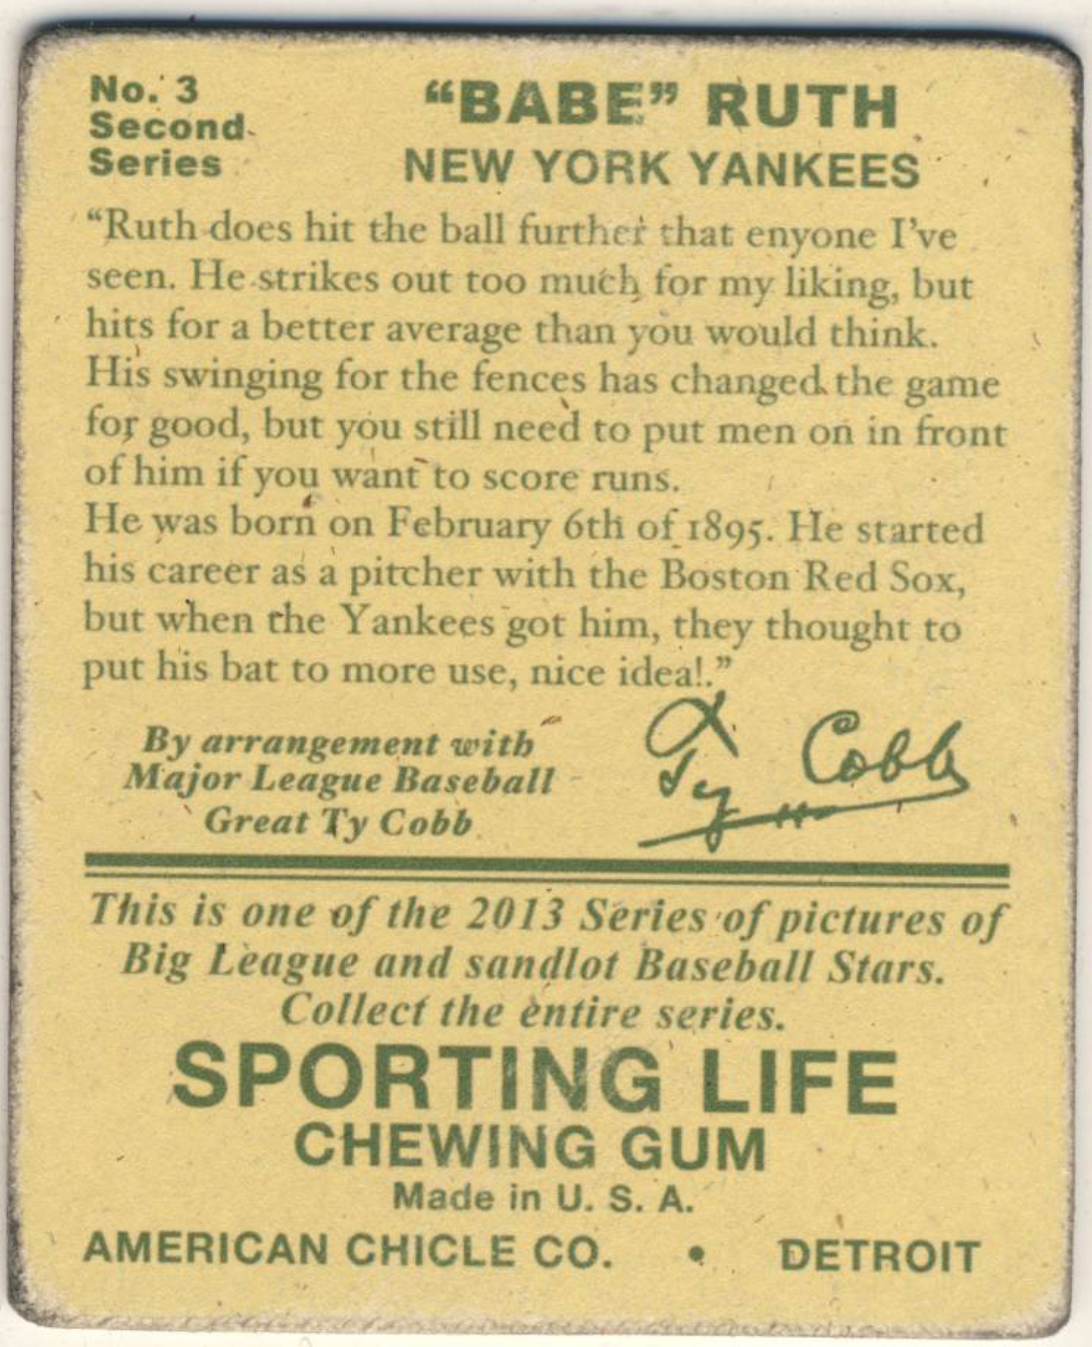 No. 3
Second
Series
“BABE” RUTH
NEW YORK YANKEES
“Ruth does hit the ball further that enyone I’ve
seen. He strikes out too much for my liking, but
hits for a better average than you would think.
His swinging for the fences has changed the game
for good, but you still need to put men on in front
of him if you want to score runs.
He was born on February 6th of 1895. He started
his career as a pitcher with the Boston Red Sox,
but when the Yankees got him, they thought to
put his bat to more use, nice idea!.”
By arrangement with
Major League Baseball
Great Ty Cobb
Ty Cobb
This is one of the 2013 Series of pictures of
Big League and sandlot Baseball Stars.
Collect the entire series.
SPORTING LIFE
CHEWING GUM
Made in U. S. A.
AMERICAN CHICLE CO. • DETROIT